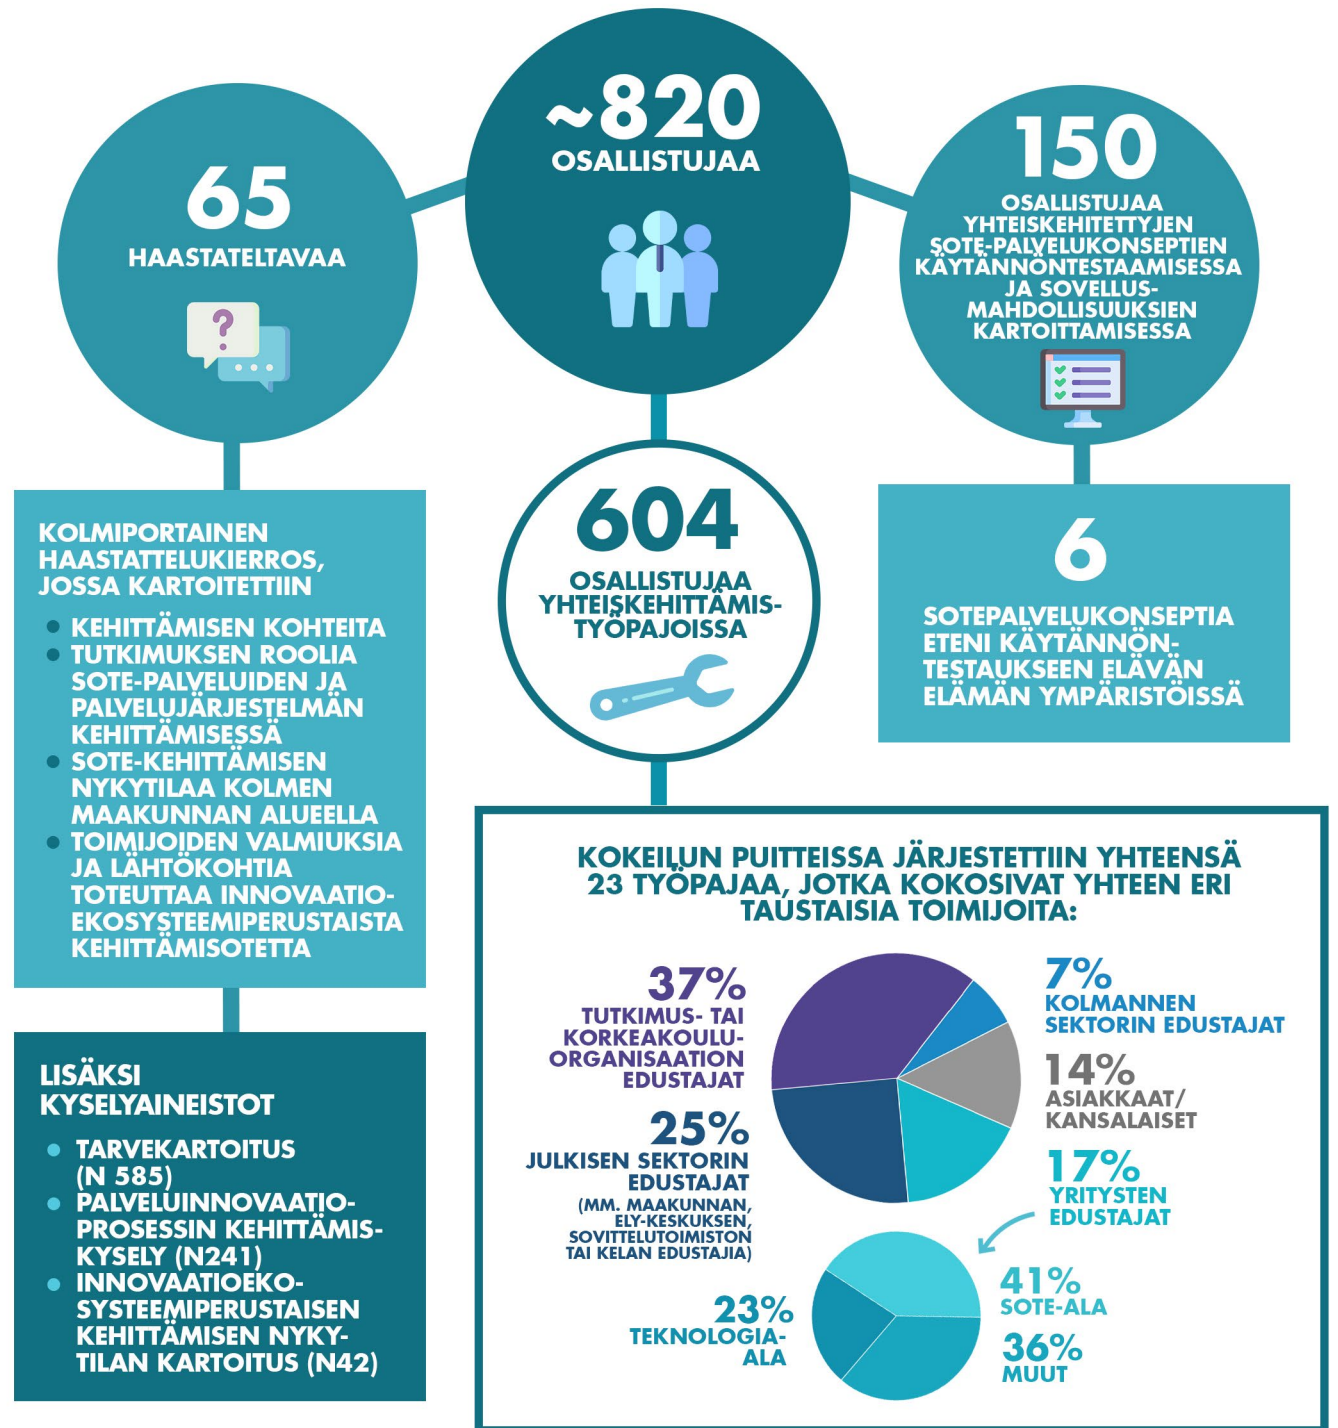 ~820
OSALLISTUJAA
65
HAASTATELTAVAA
150
OSALLISTUJAA
YHTEISKEHITETTYJEN
SOTE-PALVELUKONSEPTIEN
KÄYTÄNNÖNTESTAAMISESSA
JA SOVELLUS-
MAHDOLLISUUKSIEN
KARTOITTAMISESSA
?
KOLMIPORTAINEN
HAASTATTELUKIERROS,
JOSSA KARTOITETTIIN
KEHITTÄMISEN KOHTEITA
TUTKIMUKSEN ROOLIA
SOTE-PALVELUIDEN JA
PALVELUJÄRJESTELMÄN
KEHITTÄMISESSÄ
SOTE-KEHITTÄMISEN
NYKYTILAA KOLMEN
MAAKUNNAN ALUEELLA
TOIMIJOIDEN VALMIUKSIA
JA LÄHTÖKOHTIA
TOTEUTTAA INNOVAATIO-
EKOSYSTEEMIPERUSTAISTA
KEHITTÄMISOTETTA
LISÄKSI
KYSELYAINEISTOT
TARVEKARTOITUS
(N 585)
PALVELUINNOVAATIO-
PROSESSIN KEHITTÄMIS-
KYSELY (N241)
INNOVAATIOEKO-
SYSTEEMIPERUSTAISEN
KEHITTÄMISEN NYKY-
TILAN KARTOITUS (N42)
604
OSALLISTUJAA
YHTEISKEHITTÄMIS-
TYÖPAJOISSA
6
SOTEPALVELUKONSEPTIA
ETENI KÄYTÄNNÖN-
TESTAUKSEEN ELÄVÄN
ELÄMÄN YMPÄRISTÖISSÄ
KOKEILUN PUITTEISSA JÄRJESTETTIIN YHTEENSÄ
23 TYÖPAJAA, JOTKA KOKOSIVAT YHTEEN ERI
TAUSTAISIA TOIMIJOITA:
37%
TUTKIMUS- TAI
KORKEAKOULU-
ORGANISAATION
EDUSTAJAT
25%
JULKISEN SEKTORIN
EDUSTAJAT
(MM. MAAKUNNAN,
ELY-KESKUKSEN,
SOVITTELUTOIMISTON
TAI KELAN EDUSTAJIA)
7%
KOLMANNEN
SEKTORIN EDUSTAJAT
14%
ASIAKKAAT/
KANSALAISET
17%
YRITYSTEN
EDUSTAJAT
23%
TEKNOLOGIA-
ALA
41%
SOTE-ALA
36%
MUUT